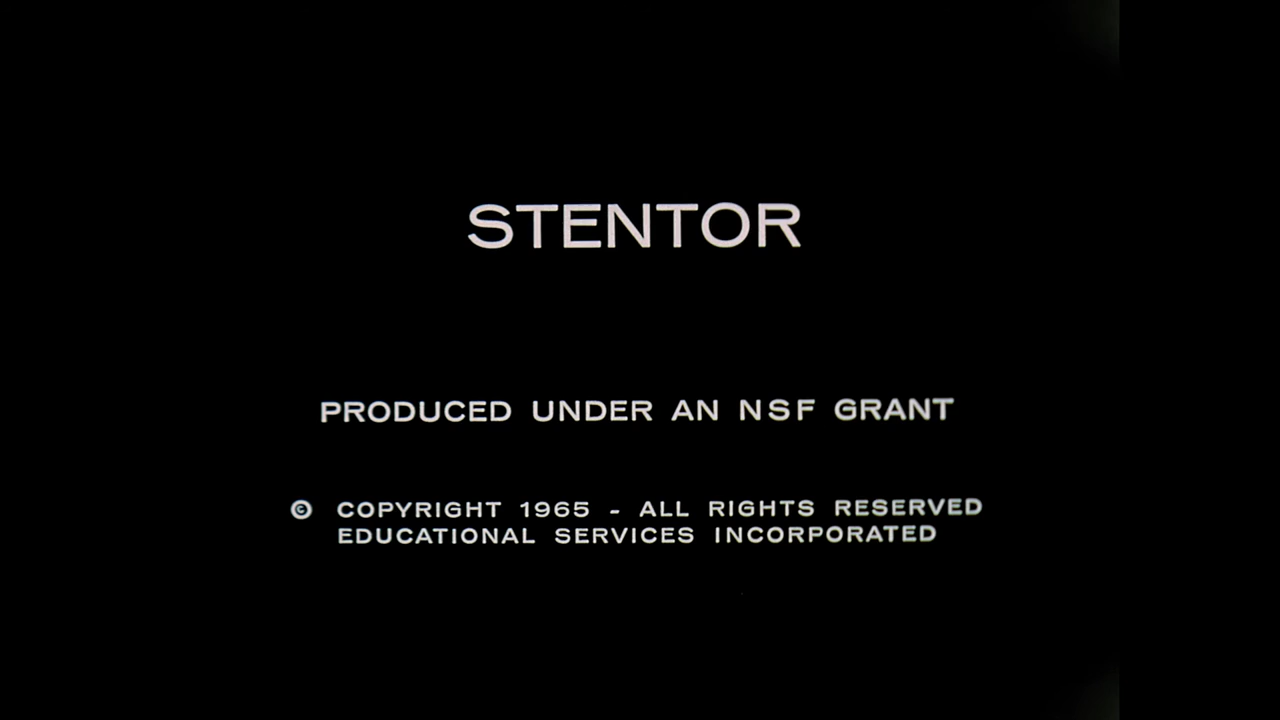 STENTOR
PRODUCED UNDER AN NSF GRANT
© COPYRIGHT 1965 - ALL RIGHTS RESERVED
EDUCATIONAL SERVICES INCORPORATED